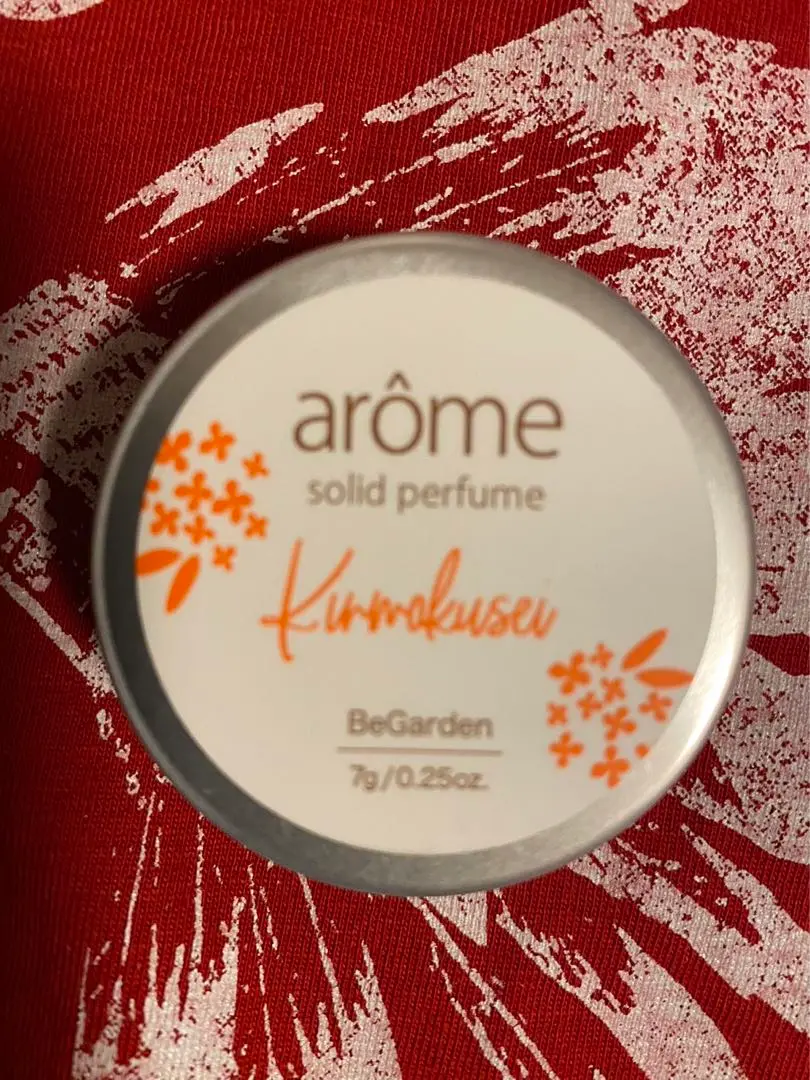 arôme
solid perfume
Kinmokusei
BeGarden
7g/0.25oz.